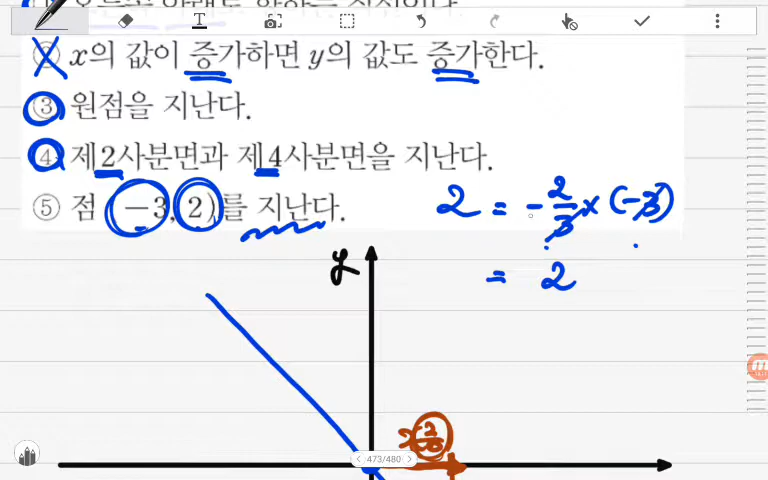 ② x의 값이 증가하면 y의 값도 증가한다.
③ 원점을 지난다.
④ 제2사분면과 제4사분면을 지난다.
⑤ 점 (-3, 2)를 지난다.
2 = -2/3 × (-3)
= 2
y
473/480